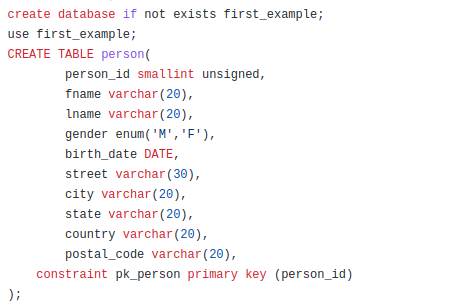 create database if not exists first_example;
use first_example;
CREATE TABLE person(
person_id smallint unsigned,
fname varchar(20),
lname varchar(20),
gender enum('M','F'),
birth_date DATE,
street varchar(30),
city varchar(20),
state varchar(20),
country varchar(20),
postal_code varchar(20),
constraint pk_person primary key (person_id)
);